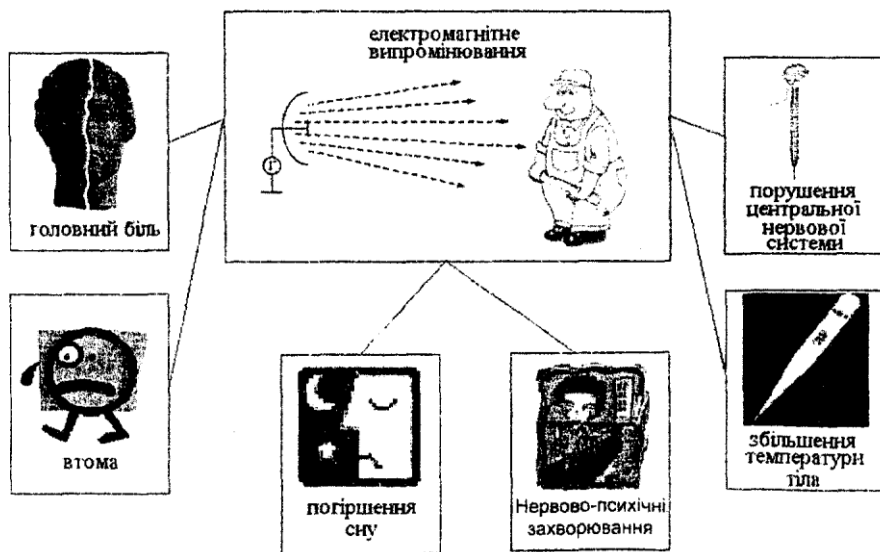 електромагнітне
випромінювання
Г
головний біль
порушення
центральної
нервової
системи
втома
погіршення
сну
Нервово-психічні
захворювання
збільшення
температури
тіла